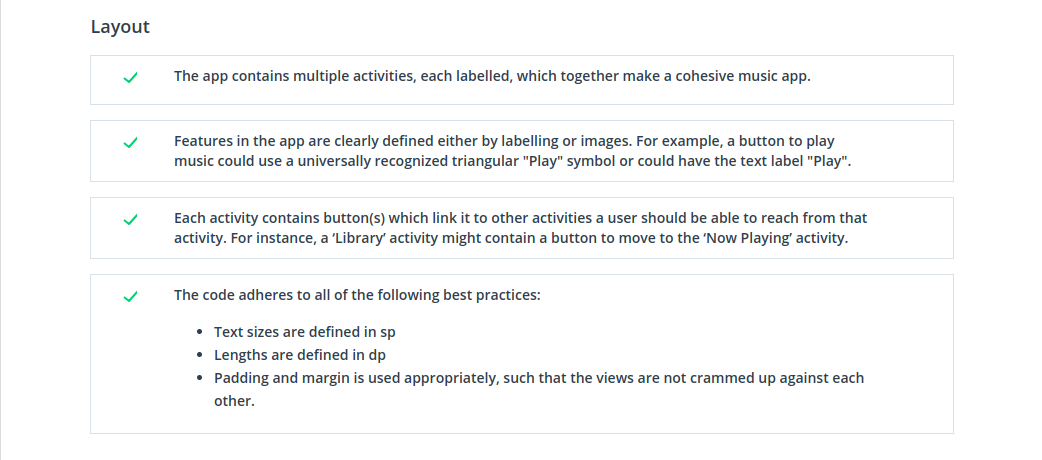 Layout
The app contains multiple activities, each labelled, which together make a cohesive music app.
Features in the app are clearly defined either by labelling or images. For example, a button to play
music could use a universally recognized triangular "Play" symbol or could have the text label "Play".
Each activity contains button(s) which link it to other activities a user should be able to reach from that
activity. For instance, a ‘Library’ activity might contain a button to move to the ‘Now Playing’ activity.
The code adheres to all of the following best practices:
• Text sizes are defined in sp
• Lengths are defined in dp
• Padding and margin is used appropriately, such that the views are not crammed up against each
other.